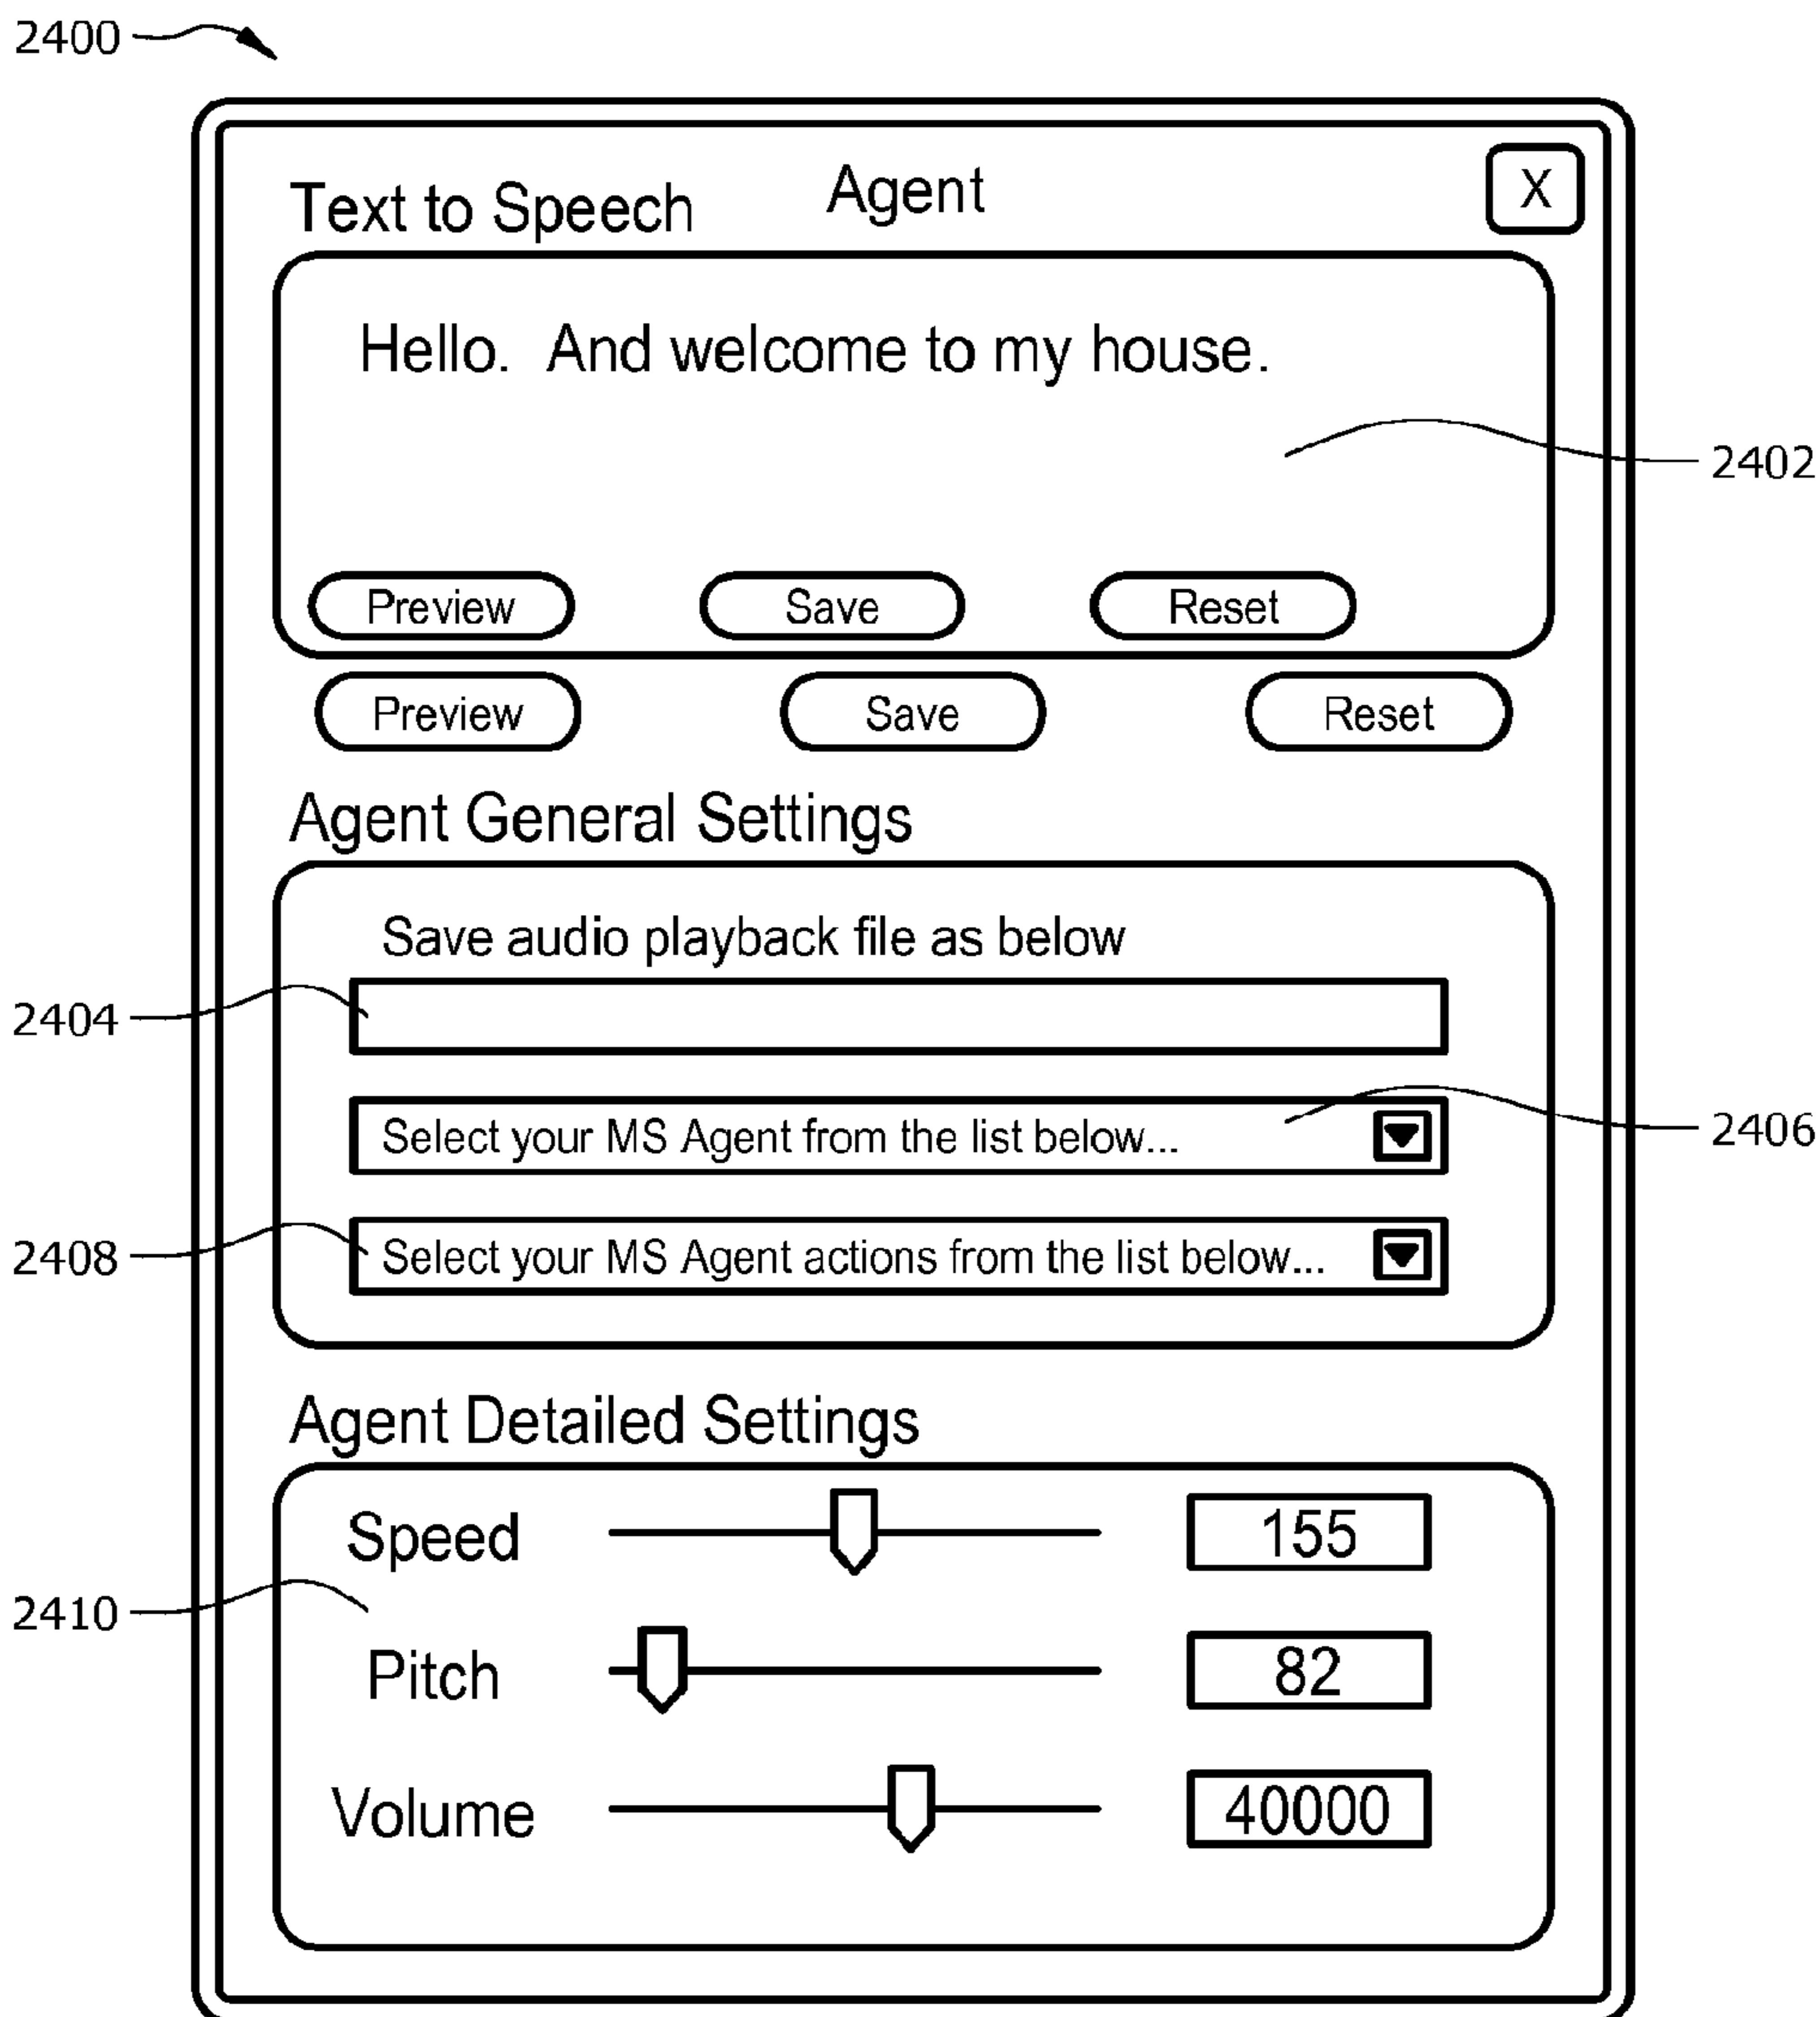 2400
Agent
X
Text to Speech
Hello. And welcome to my house.
2402
Preview Save Reset
Preview Save Reset
Agent General Settings
Save audio playback file as below
2404
Select your MS Agent from the list below...
2406
2408
Select your MS Agent actions from the list below...
Agent Detailed Settings
Speed 155
2410
Pitch 82
Volume 40000